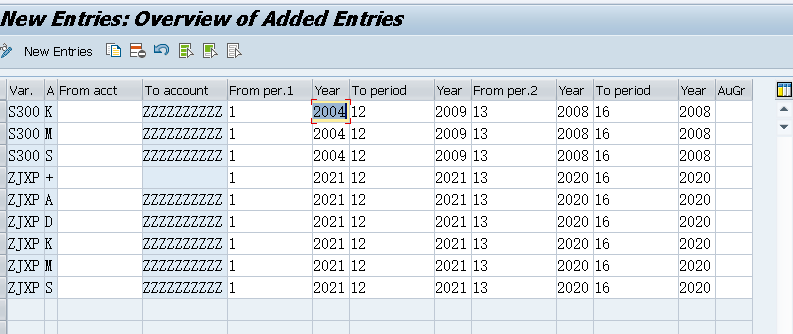 New Entries: Overview of Added Entries
New Entries
Var. A From acct To account From per.1 Year To period Year From per.2 Year To period Year AuGr
S300 K ZZZZZZZZZZ 1 2004 12 2009 13 2008 16 2008
S300 M ZZZZZZZZZZ 1 2004 12 2009 13 2008 16 2008
S300 S ZZZZZZZZZZ 1 2004 12 2009 13 2008 16 2008
ZJXP + 1 2021 12 2021 13 2020 16 2020
ZJXP A ZZZZZZZZZZ 1 2021 12 2021 13 2020 16 2020
ZJXP D ZZZZZZZZZZ 1 2021 12 2021 13 2020 16 2020
ZJXP K ZZZZZZZZZZ 1 2021 12 2021 13 2020 16 2020
ZJXP M ZZZZZZZZZZ 1 2021 12 2021 13 2020 16 2020
ZJXP S ZZZZZZZZZZ 1 2021 12 2021 13 2020 16 2020